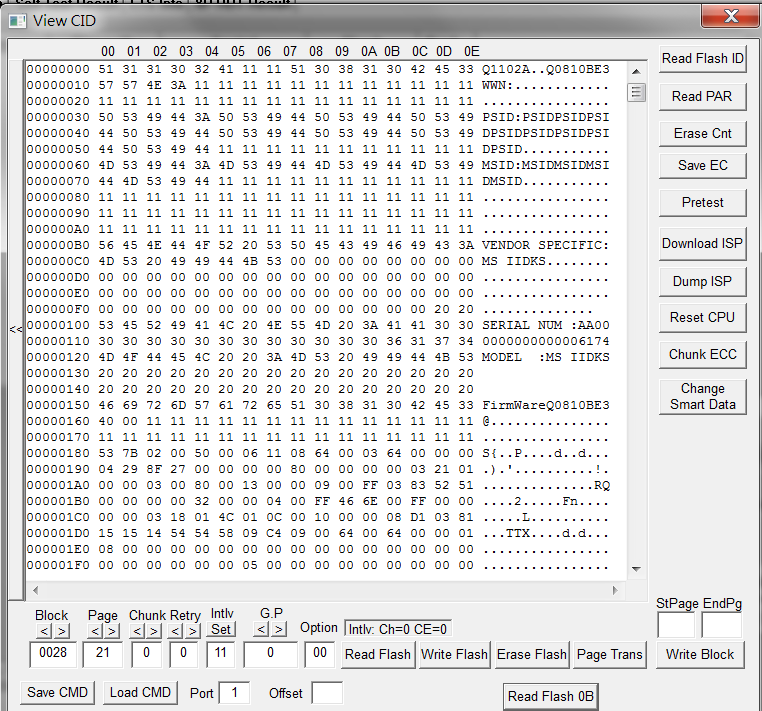 View CID
00 01 02 03 04 05 06 07 08 09 0A 0B 0C 0D 0E
00000000 51 31 31 30 32 41 11 11 51 30 38 31 30 42 45 33 Q1102A..Q0810BE3
00000010 57 57 4E 3A 11 11 11 11 11 11 11 11 11 11 11 11 WWN:............
00000020 11 11 11 11 11 11 11 11 11 11 11 11 11 11 11 11 ................
00000030 50 53 49 44 3A 50 53 49 44 50 53 49 44 50 53 49 PSID:PSIDPSIDPSI
00000040 44 50 53 49 44 50 53 49 44 50 53 49 44 50 53 49 DPSIDPSIDPSIDPSI
00000050 44 50 53 49 44 11 11 11 11 11 11 11 11 11 11 11 DPSID...........
00000060 4D 53 49 44 3A 4D 53 49 44 4D 53 49 44 4D 53 49 MSID:MSIDMSIDMSI
00000070 44 4D 53 49 44 11 11 11 11 11 11 11 11 11 11 11 DMSID...........
00000080 11 11 11 11 11 11 11 11 11 11 11 11 11 11 11 11 ................
00000090 11 11 11 11 11 11 11 11 11 11 11 11 11 11 11 11 ................
000000A0 11 11 11 11 11 11 11 11 11 11 11 11 11 11 11 11 ................
000000B0 56 45 4E 44 4F 52 20 53 50 45 43 49 46 49 43 3A VENDOR SPECIFIC:
000000C0 4D 53 20 49 49 44 4B 53 00 00 00 00 00 00 00 00 MS IIDKS........
000000D0 00 00 00 00 00 00 00 00 00 00 00 00 00 00 00 00 ................
000000E0 00 00 00 00 00 00 00 00 00 00 00 00 00 00 00 00 ................
000000F0 00 00 00 00 00 00 00 00 00 00 00 00 00 00 20 20 ..............
00000100 53 45 52 49 41 4C 20 4E 55 4D 20 3A 41 41 30 30 SERIAL NUM :AA00
00000110 30 30 30 30 30 30 30 30 30 30 30 30 36 31 37 34 0000000000006174
00000120 4D 4F 44 45 4C 20 20 3A 4D 53 20 49 49 44 4B 53 MODEL  :MS IIDKS
00000130 20 20 20 20 20 20 20 20 20 20 20 20 20 20 20 20
00000140 20 20 20 20 20 20 20 20 20 20 20 20 20 20 20 20
00000150 46 69 72 6D 57 61 72 65 51 30 38 31 30 42 45 33 FirmWareQ0810BE3
00000160 40 00 11 11 11 11 11 11 11 11 11 11 11 11 11 11 @...............
00000170 11 11 11 11 11 11 11 11 11 11 11 11 11 11 11 11 ................
00000180 53 7B 02 00 50 00 06 11 08 64 00 03 64 00 00 00 S{..P....d..d...
00000190 04 29 8F 27 00 00 00 00 80 00 00 00 00 03 21 01 .).'..........!.
000001A0 00 00 03 00 80 00 13 00 00 09 00 FF 03 83 52 51 ..............RQ
000001B0 00 00 00 00 32 00 00 04 00 FF 46 6E 00 FF 00 00 ....2.....Fn....
000001C0 00 00 03 18 01 4C 01 0C 00 10 00 00 08 D1 03 81 .....L..........
000001D0 15 15 14 54 54 58 09 C4 09 00 64 00 64 00 00 01 ...TTX....d.d...
000001E0 08 00 00 00 00 00 00 00 00 00 00 00 00 00 00 00 ................
000001F0 00 00 00 00 00 00 05 00 00 00 00 00 00 00 00 00 ................
<<
Read Flash ID
Read PAR
Erase Cnt
Save EC
Pretest
Download ISP
Dump ISP
Reset CPU
Chunk ECC
Change
Smart Data
Block Page Chunk Retry Intlv G.P Option Intlv: Ch=0 CE=0 StPage EndPg
< > < > < > < > Set < >
0028 21 0 0 11 0 00 Read Flash Write Flash Erase Flash Page Trans Write Block
Save CMD Load CMD Port 1 Offset Read Flash 0B